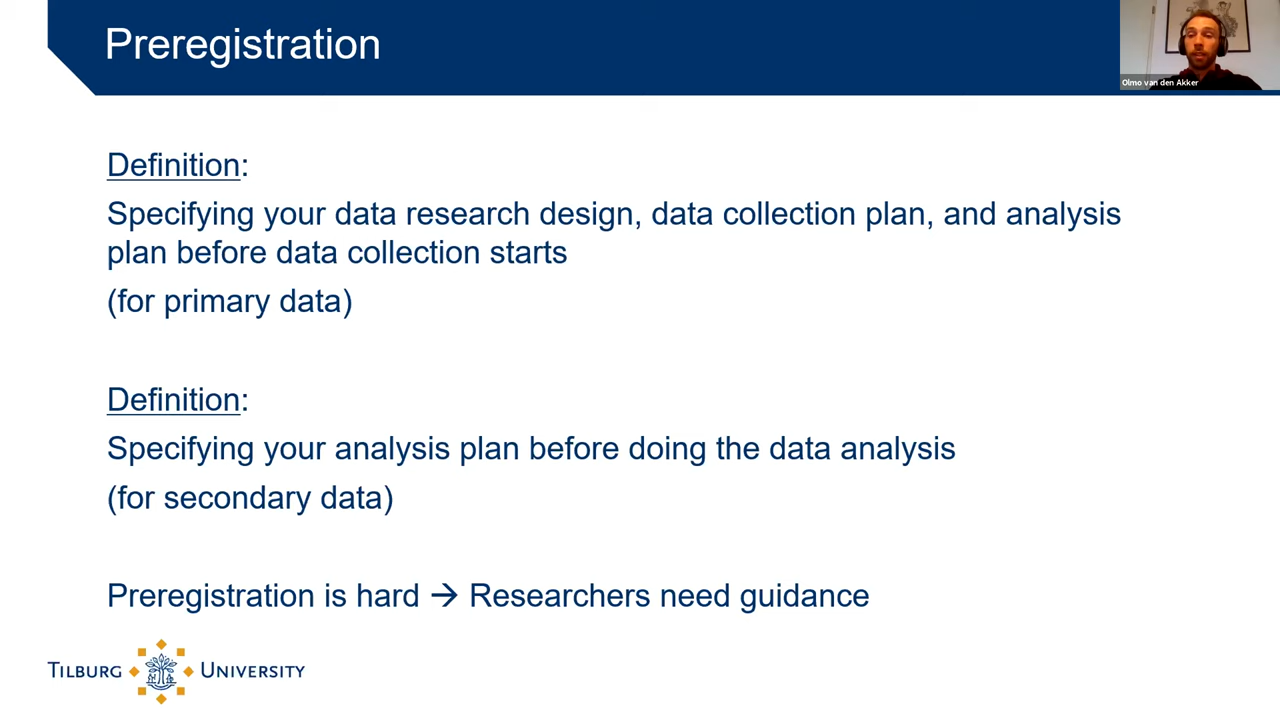 Preregistration
Olmo van den Akker
Definition:
Specifying your data research design, data collection plan, and analysis
plan before data collection starts
(for primary data)
Definition:
Specifying your analysis plan before doing the data analysis
(for secondary data)
Preregistration is hard → Researchers need guidance
TILBURG UNIVERSITY